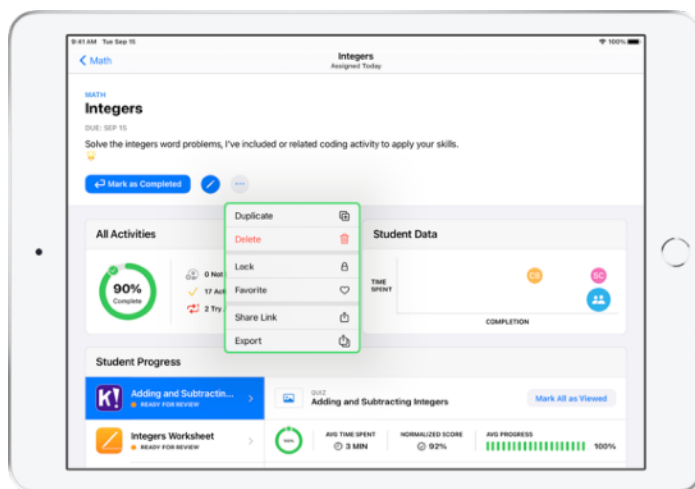 9:41 AM Tue Sep 15
100%
Math
Integers
Assigned Today
MATH
Integers
DUE: SEP 15
Solve the integers word problems, I've included or related coding activity to apply your skills.
Mark as Completed
Duplicate
Delete
Lock
Favorite
Share Link
Export
All Activities
90%
Complete
0 Not
17
2 Try
Student Data
TIME
SPENT
CB
SC
COMPLETION
Student Progress
K!
Adding and Subtractin...
READY FOR REVIEW
QUIZ
Adding and Subtracting Integers
Mark All as Viewed
Integers Worksheet
READY FOR REVIEW
100%
AVG TIME SPENT
3 MIN
NORMALIZED SCORE
92%
AVG PROGRESS
100%